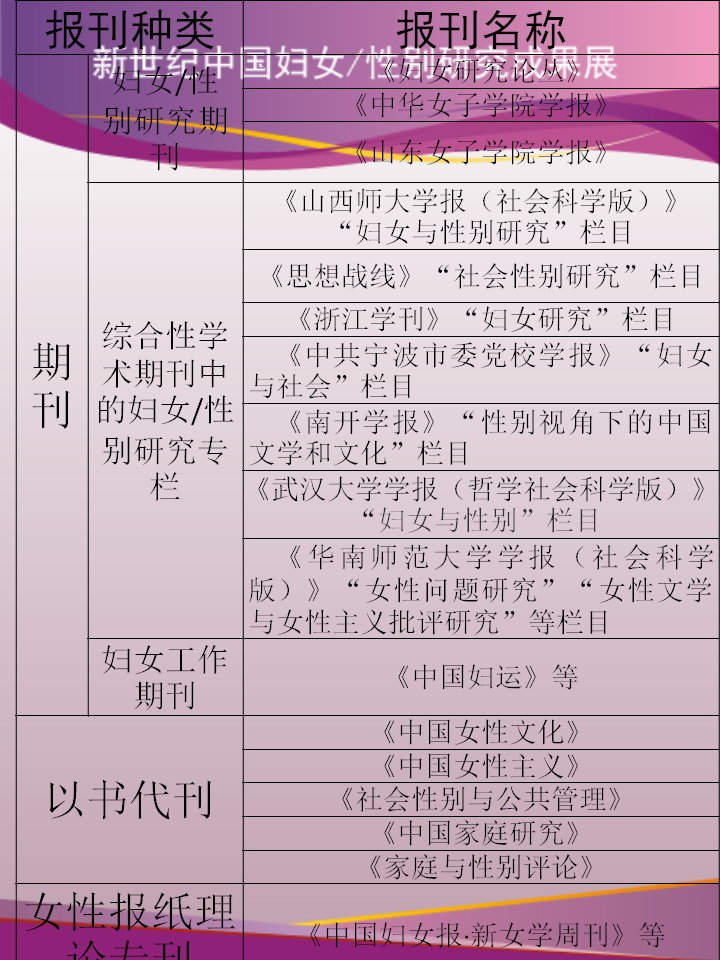 报刊种类 报刊名称
新世纪中国妇女/性别研究成果展
期
刊
妇女/性
别研究期
刊
《妇女研究论丛》
《中华女子学院学报》
《山东女子学院学报》
综合性学
术期刊中
的妇女/性
别研究专
栏
《山西师大学报（社会科学版）》
“妇女与性别研究”栏目
《思想战线》“社会性别研究”栏目
《浙江学刊》“妇女研究”栏目
《中共宁波市委党校学报》“妇女
与社会”栏目
《南开学报》“性别视角下的中国
文学和文化”栏目
《武汉大学学报（哲学社会科学版）》
“妇女与性别”栏目
《华南师范大学学报（社会科学
版）》“女性问题研究”“女性文学
与女性主义批评研究”等栏目
妇女工作
期刊
《中国妇运》等
以书代刊
《中国女性文化》
《中国女性主义》
《社会性别与公共管理》
《中国家庭研究》
《家庭与性别评论》
女性报纸理
论专刊
《中国妇女报·新女学周刊》等